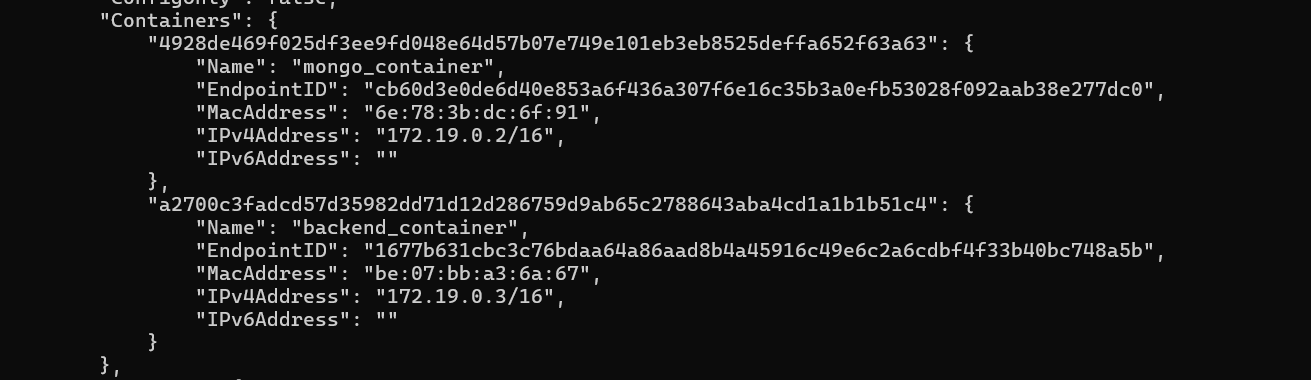 "Containers": {
"4928de469f025df3ee9fd048e64d57b07e749e101eb3eb8525deffa652f63a63": {
"Name": "mongo_container",
"EndpointID": "cb60d3e0de6d40e853a6f436a307f6e16c35b3a0efb53028f092aab38e277dc0",
"MacAddress": "6e:78:3b:dc:6f:91",
"IPv4Address": "172.19.0.2/16",
"IPv6Address": ""
},
"a2700c3fadcd57d35982dd71d12d286759d9ab65c2788643aba4cd1a1b1b51c4": {
"Name": "backend_container",
"EndpointID": "1677b631cbc3c76bdaa64a86aad8b4a45916c49e6c2a6cdbf4f33b40bc748a5b",
"MacAddress": "be:07:bb:a3:6a:67",
"IPv4Address": "172.19.0.3/16",
"IPv6Address": ""
}
},